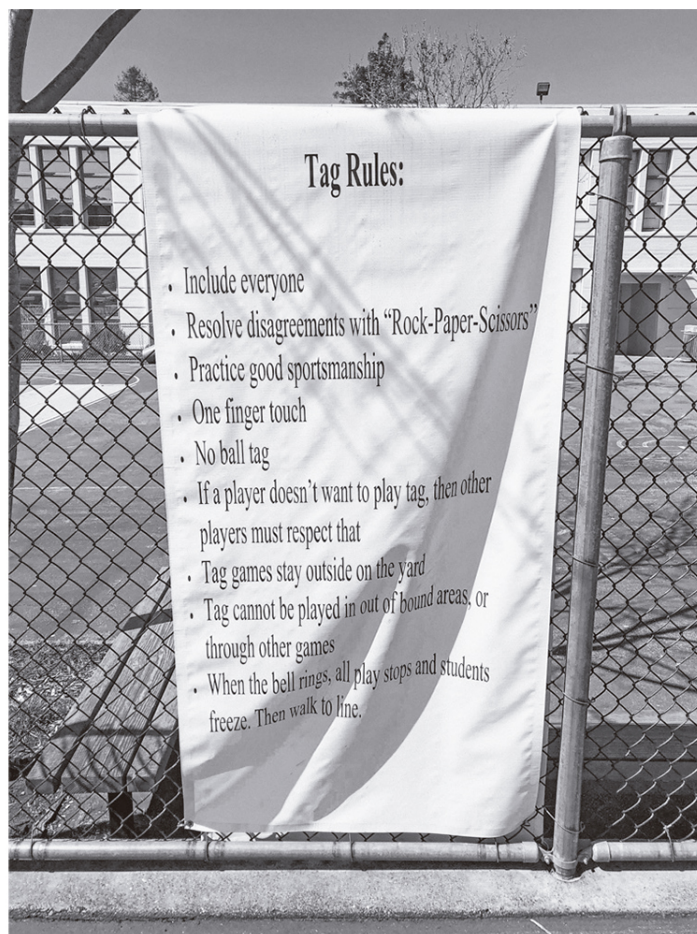 Tag Rules:
• Include everyone
• Resolve disagreements with “Rock-Paper-Scissors”
• Practice good sportsmanship
• One finger touch
• No ball tag
• If a player doesn’t want to play tag, then other
players must respect that
• Tag games stay outside on the yard
• Tag cannot be played in out of bound areas, or
through other games
• When the bell rings, all play stops and students
freeze. Then walk to line.